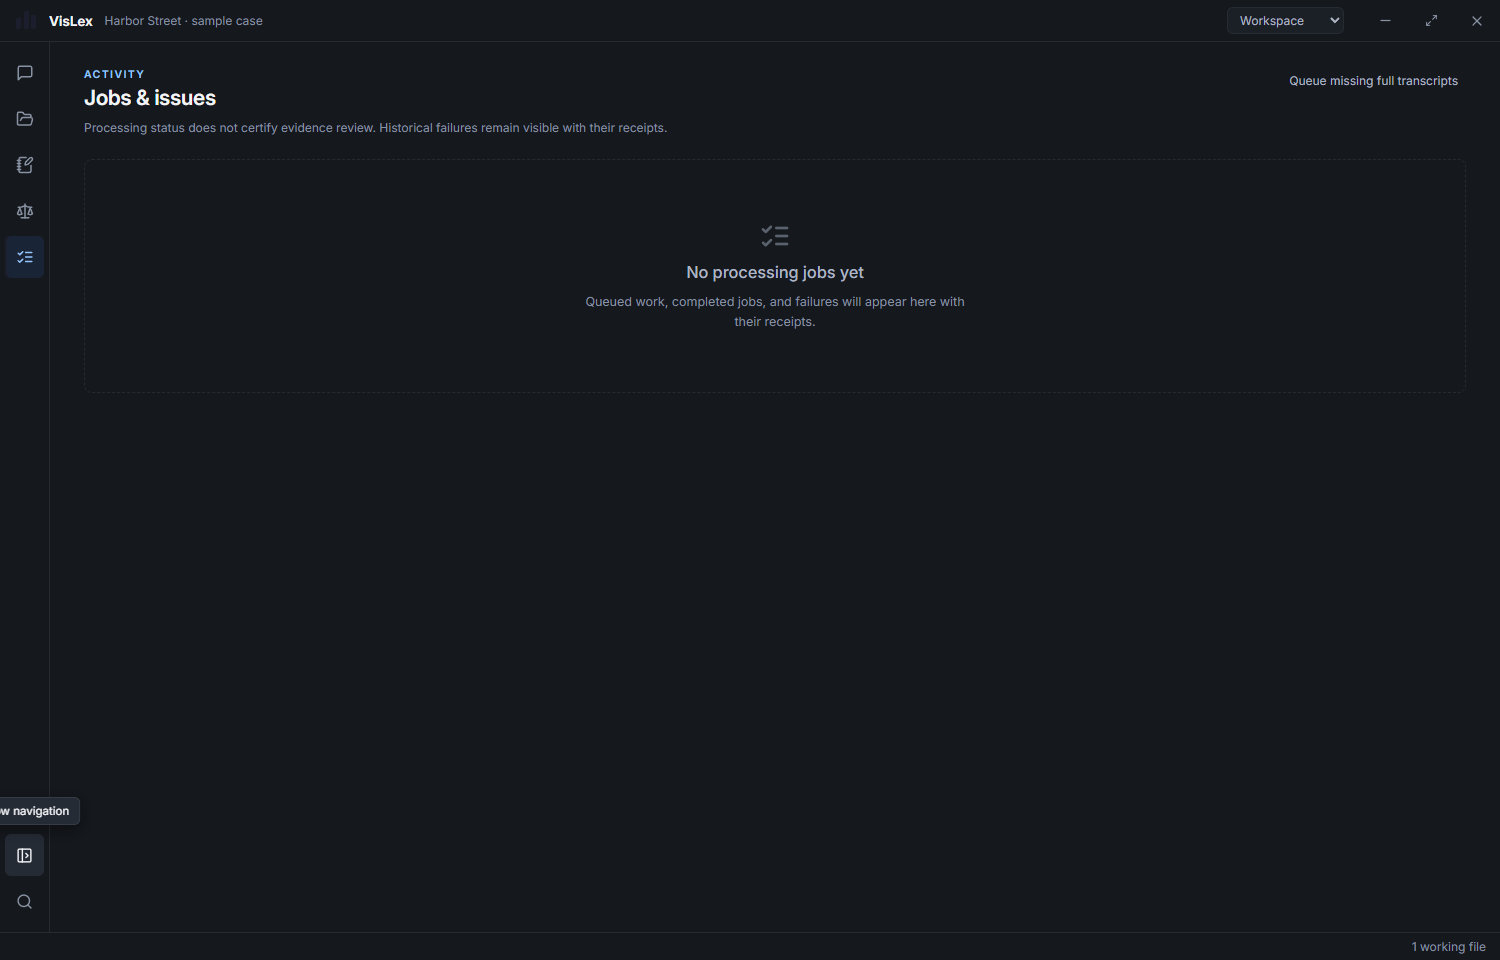 VisLex Harbor Street · sample case
Workspace
ACTIVITY
Jobs & issues
Queue missing full transcripts
Processing status does not certify evidence review. Historical failures remain visible with their receipts.
No processing jobs yet
Queued work, completed jobs, and failures will appear here with
their receipts.
navigation
1 working file